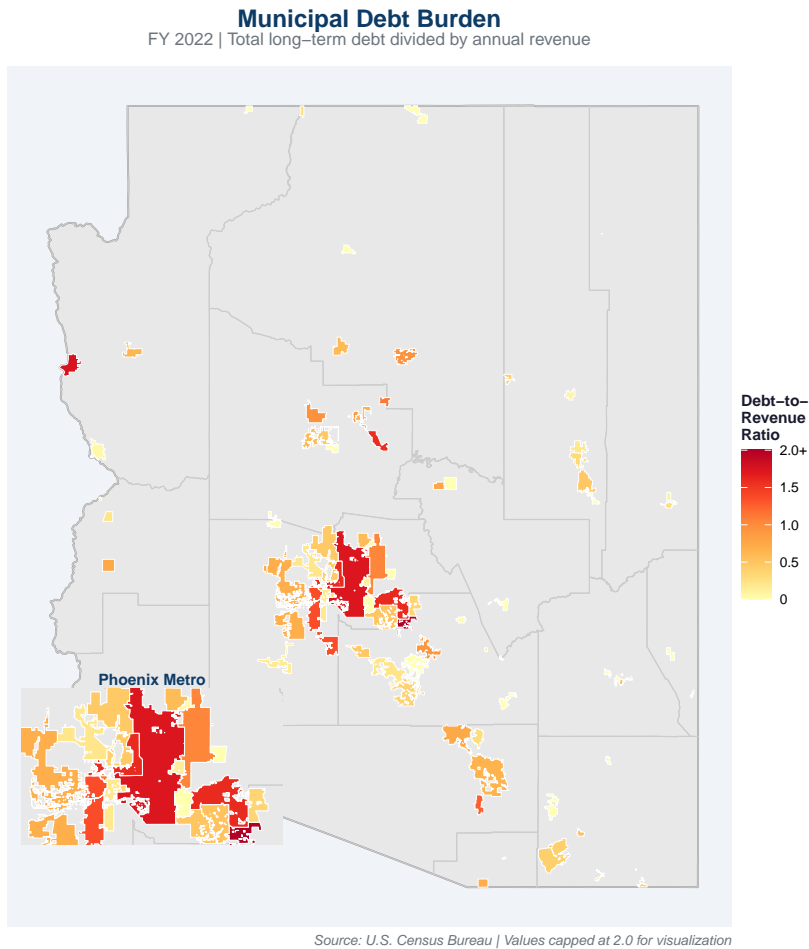 Municipal Debt Burden
FY 2022 | Total long−term debt divided by annual revenue
Debt−to−
Revenue
Ratio
2.0+
1.5
1.0
0.5
0
Phoenix Metro
Source: U.S. Census Bureau | Values capped at 2.0 for visualization